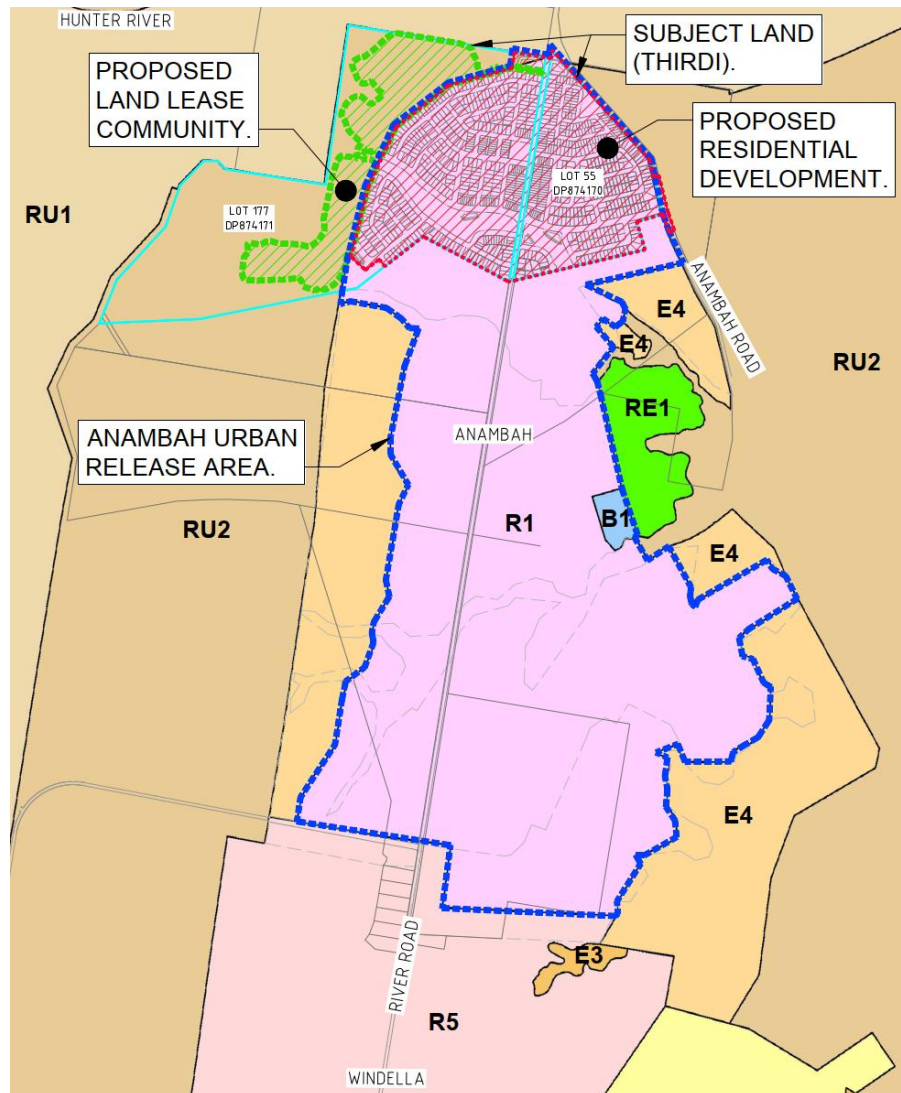 HUNTER RIVER
SUBJECT LAND
(THIRDI).
PROPOSED
LAND LEASE
COMMUNITY.
PROPOSED
RESIDENTIAL
DEVELOPMENT.
LOT 55
DP874170
LOT 177
DP874171
RU1
ANAMBAH ROAD
E4
E4
RU2
RE1
ANAMBAH
ANAMBAH URBAN
RELEASE AREA.
R1
B1
RU2
E4
E4
RIVER ROAD
E3
R5
WINDELLA